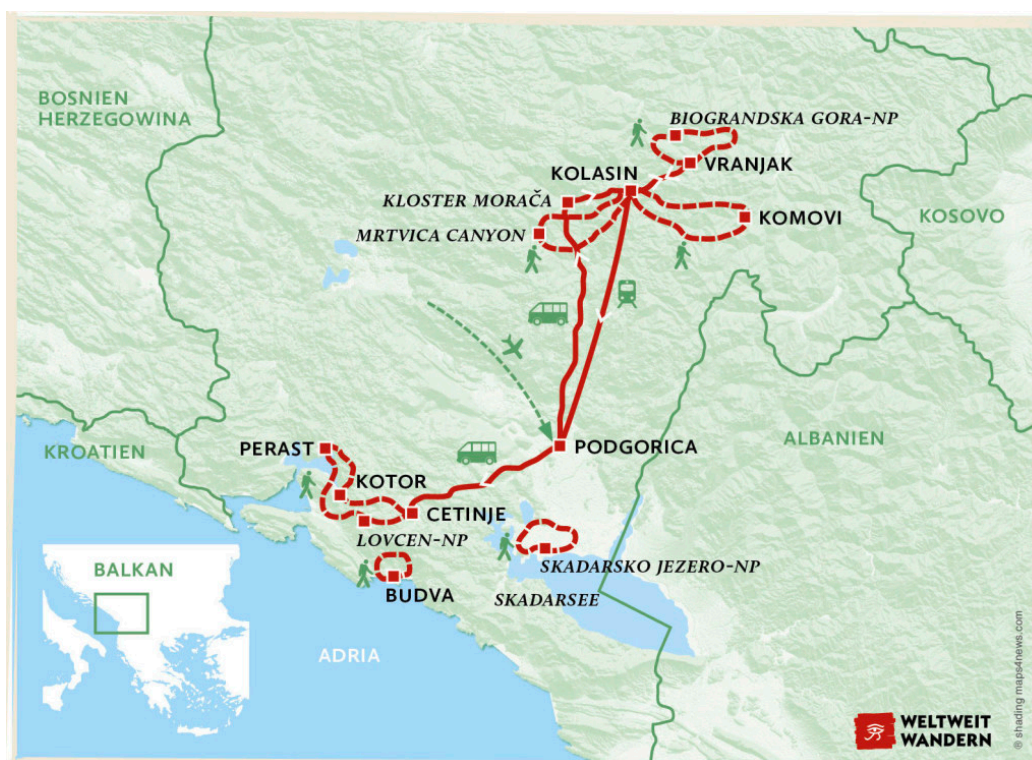 BOSNIEN
HERZEGOWINA
BIOGRANDSKA GORA-NP
VRANJAK
KOLASIN
KLOSTER MORAČA
MRTVICA CANYON
KOMOVI
KOSOVO
KROATIEN
PERAST
PODGORICA
ALBANIEN
KOTOR
CETINJE
LOVCEN-NP
SKADARSKO JEZERO-NP
BUDVA
SKADARSEE
BALKAN
ADRIA
WELTWEIT
WANDERN
® shading maps4news.com